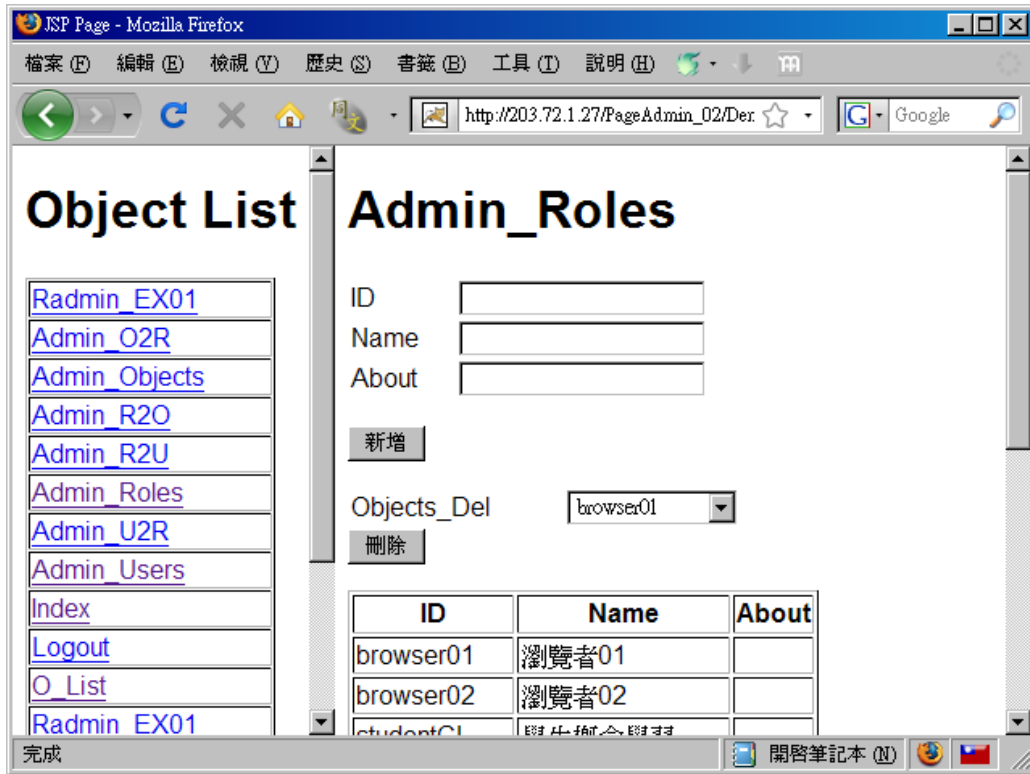 JSP Page - Mozilla Firefox
檔案 (F) 編輯 (E) 檢視 (V) 歷史 (S) 書籤 (B) 工具 (T) 說明 (H)
http://203.72.1.27/PageAdmin_02/Der Google
Object List
Radmin_EX01
Admin_O2R
Admin_Objects
Admin_R2O
Admin_R2U
Admin_Roles
Admin_U2R
Admin_Users
Index
Logout
O_List
Radmin_EX01
Admin_Roles
ID
Name
About
新增
Objects_Del browser01
刪除
ID Name About
browser01 瀏覽者01
browser02 瀏覽者02
studentCL
完成 開啓筆記本 (N)